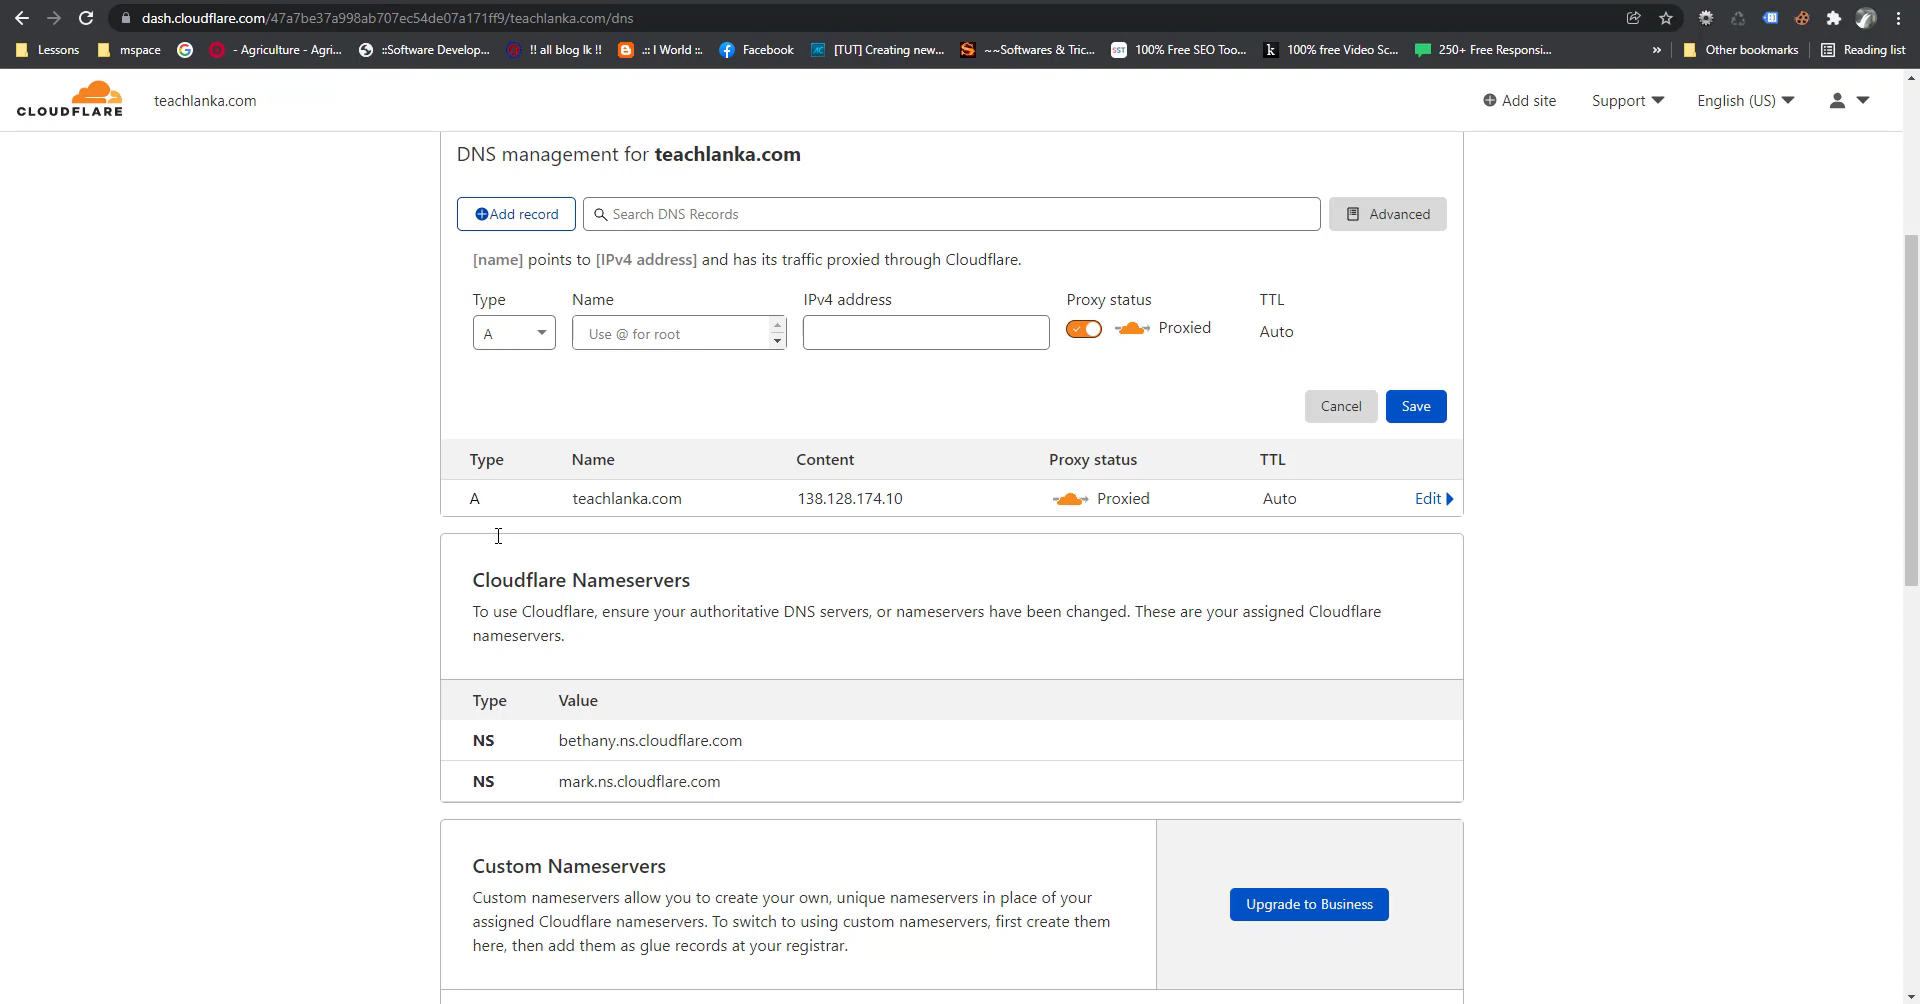 dash.cloudflare.com/47a7be37a998ab707ec54de07a171ff9/teachlanka.com/dns
Lessons mspace - Agriculture - Agri... ::Software Develop... !! all blog lk !! .:: I World ::. Facebook [TUT] Creating new... ~~Softwares & Tric... SST 100% Free SEO Too... k 100% free Video Sc... 250+ Free Responsi... » Other bookmarks Reading list
CLOUDFLARE teachlanka.com Add site Support English (US)
DNS management for teachlanka.com
Add record Search DNS Records Advanced
[name] points to [IPv4 address] and has its traffic proxied through Cloudflare.
Type Name IPv4 address Proxy status TTL
A Use @ for root Proxied Auto
Cancel Save
Type Name Content Proxy status TTL
A teachlanka.com 138.128.174.10 Proxied Auto Edit
Cloudflare Nameservers
To use Cloudflare, ensure your authoritative DNS servers, or nameservers have been changed. These are your assigned Cloudflare
nameservers.
Type Value
NS bethany.ns.cloudflare.com
NS mark.ns.cloudflare.com
Custom Nameservers
Custom nameservers allow you to create your own, unique nameservers in place of your
assigned Cloudflare nameservers. To switch to using custom nameservers, first create them
here, then add them as glue records at your registrar.
Upgrade to Business